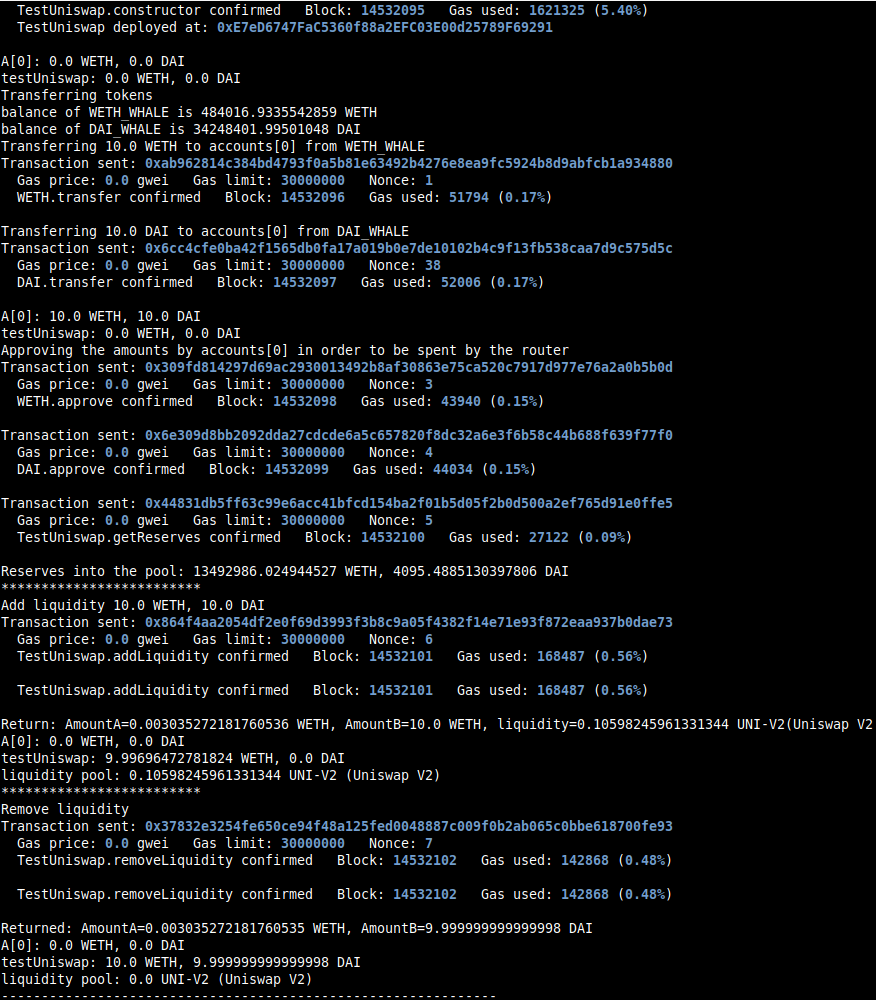 TestUniswap.constructor confirmed   Block: 14532095   Gas used: 1621325 (5.40%)
TestUniswap deployed at: 0xE7eD6747FaC5360f88a2EFC03E00d25789F69291
A[0]: 0.0 WETH, 0.0 DAI
testUniswap: 0.0 WETH, 0.0 DAI
Transferring tokens
balance of WETH_WHALE is 484016.9335542859 WETH
balance of DAI_WHALE is 34248401.99501048 DAI
Transferring 10.0 WETH to accounts[0] from WETH_WHALE
Transaction sent: 0xab962814c384bd4793f0a5b81e63492b4276e8ea9fc5924b8d9abfcb1a934880
Gas price: 0.0 gwei   Gas limit: 30000000   Nonce: 1
WETH.transfer confirmed   Block: 14532096   Gas used: 51794 (0.17%)
Transferring 10.0 DAI to accounts[0] from DAI_WHALE
Transaction sent: 0x6cc4cfe0ba42f1565db0fa17a019b0e7de10102b4c9f13fb538caa7d9c575d5c
Gas price: 0.0 gwei   Gas limit: 30000000   Nonce: 38
DAI.transfer confirmed   Block: 14532097   Gas used: 52006 (0.17%)
A[0]: 10.0 WETH, 10.0 DAI
testUniswap: 0.0 WETH, 0.0 DAI
Approving the amounts by accounts[0] in order to be spent by the router
Transaction sent: 0x309fd814297d69ac2930013492b8af30863e75ca520c7917d977e76a2a0b5b0d
Gas price: 0.0 gwei   Gas limit: 30000000   Nonce: 3
WETH.approve confirmed   Block: 14532098   Gas used: 43940 (0.15%)
Transaction sent: 0x6e309d8bb2092dda27cdcde6a5c657820f8dc32a6e3f6b58c44b688f639f77f0
Gas price: 0.0 gwei   Gas limit: 30000000   Nonce: 4
DAI.approve confirmed   Block: 14532099   Gas used: 44034 (0.15%)
Transaction sent: 0x44831db5ff63c99e6acc41bfcd154ba2f01b5d05f2b0d500a2ef765d91e0ffe5
Gas price: 0.0 gwei   Gas limit: 30000000   Nonce: 5
TestUniswap.getReserves confirmed   Block: 14532100   Gas used: 27122 (0.09%)
Reserves into the pool: 13492986.024944527 WETH, 4095.4885130397806 DAI
*************************
Add liquidity 10.0 WETH, 10.0 DAI
Transaction sent: 0x864f4aa2054df2e0f69d3993f3b8c9a05f4382f14e71e93f872eaa937b0dae73
Gas price: 0.0 gwei   Gas limit: 30000000   Nonce: 6
TestUniswap.addLiquidity confirmed   Block: 14532101   Gas used: 168487 (0.56%)
TestUniswap.addLiquidity confirmed   Block: 14532101   Gas used: 168487 (0.56%)
Return: AmountA=0.003035272181760536 WETH, AmountB=10.0 WETH, liquidity=0.10598245961331344 UNI-V2(Uniswap V2
A[0]: 0.0 WETH, 0.0 DAI
testUniswap: 9.99696472781824 WETH, 0.0 DAI
liquidity pool: 0.10598245961331344 UNI-V2 (Uniswap V2)
*************************
Remove liquidity
Transaction sent: 0x37832e3254fe650ce94f48a125fed0048887c009f0b2ab065c0bbe618700fe93
Gas price: 0.0 gwei   Gas limit: 30000000   Nonce: 7
TestUniswap.removeLiquidity confirmed   Block: 14532102   Gas used: 142868 (0.48%)
TestUniswap.removeLiquidity confirmed   Block: 14532102   Gas used: 142868 (0.48%)
Returned: AmountA=0.003035272181760535 WETH, AmountB=9.999999999999998 DAI
A[0]: 0.0 WETH, 0.0 DAI
testUniswap: 10.0 WETH, 9.999999999999998 DAI
liquidity pool: 0.0 UNI-V2 (Uniswap V2)
--------------------------------------------------------------